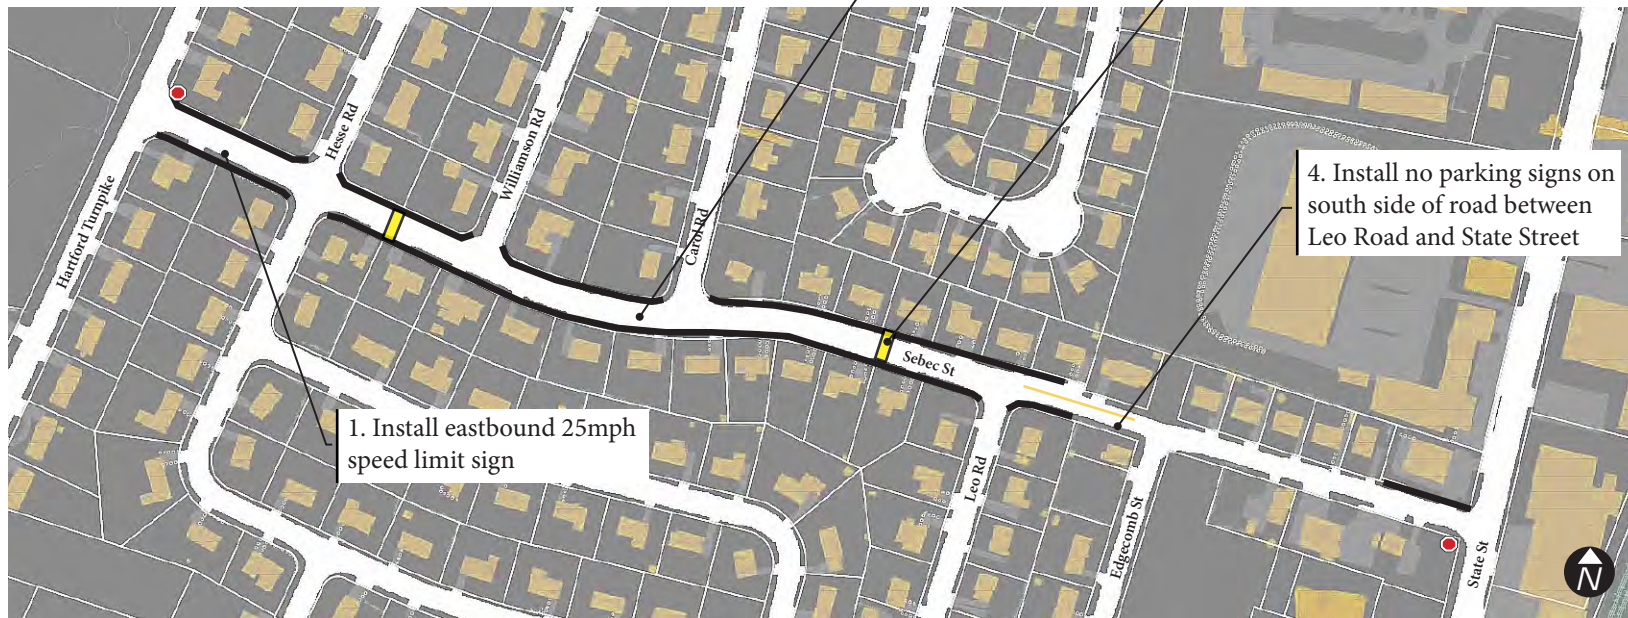 Hesse Rd
Williamson Rd
Carol Rd
Hartford Turnpike
4. Install no parking signs on
south side of road between
Leo Road and State Street
Sebec St
1. Install eastbound 25mph
speed limit sign
Leo Rd
Edgecomb St
State St
N